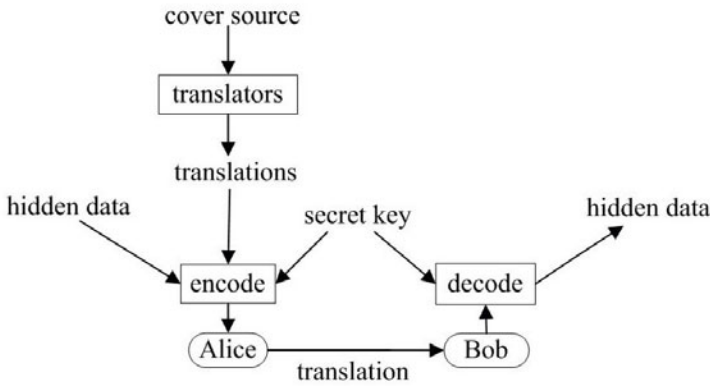 cover source
translators
translations
hidden data
secret key
hidden data
encode
decode
Alice
Bob
translation